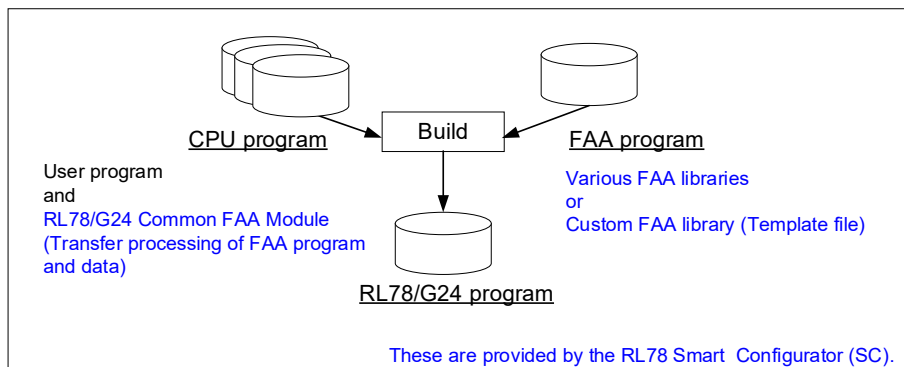 CPU program
Build
FAA program
User program
and
RL78/G24 Common FAA Module
(Transfer processing of FAA program
and data)
Various FAA libraries
or
Custom FAA library (Template file)
RL78/G24 program
These are provided by the RL78 Smart Configurator (SC).